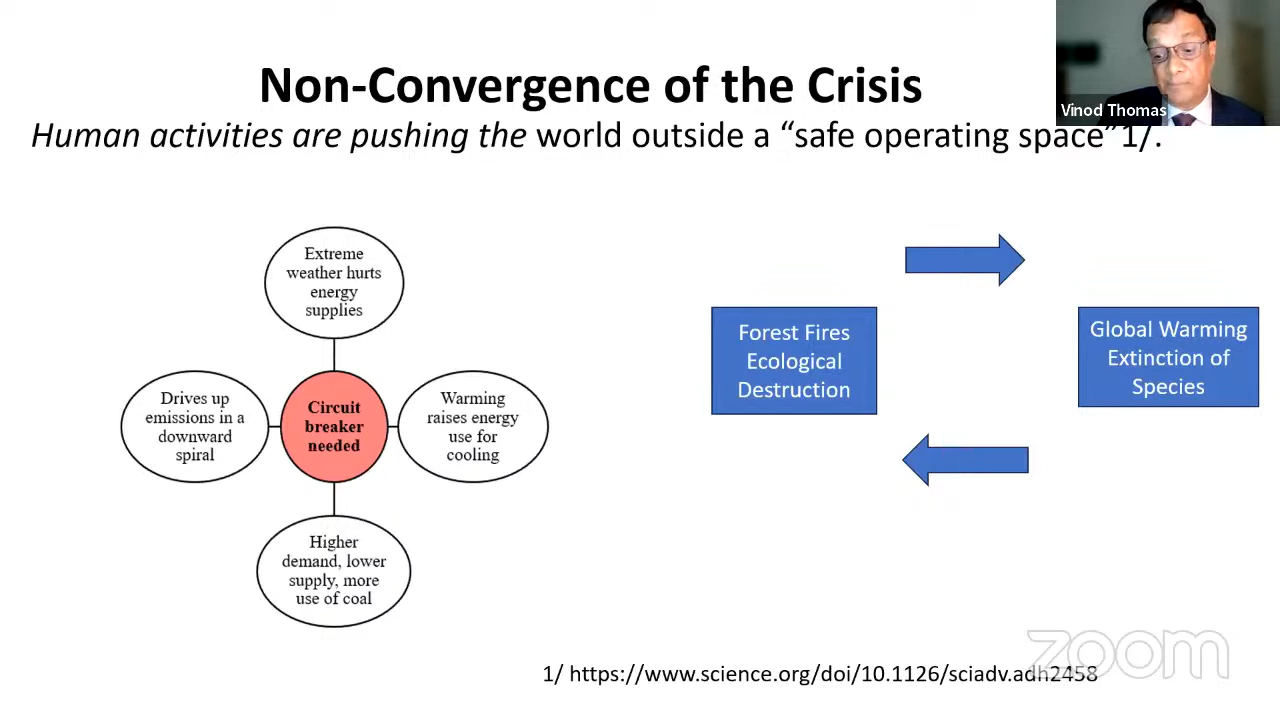 Non-Convergence of the Crisis
Vinod Thomas
Human activities are pushing the world outside a “safe operating space”1/.
Extreme
weather hurts
energy
supplies
Drives up
emissions in a
downward
spiral
Circuit
breaker
needed
Warming
raises energy
use for
cooling
Higher
demand, lower
supply, more
use of coal
Forest Fires
Ecological
Destruction
Global Warming
Extinction of
Species
zoom
1/ https://www.science.org/doi/10.1126/sciadv.adh2458